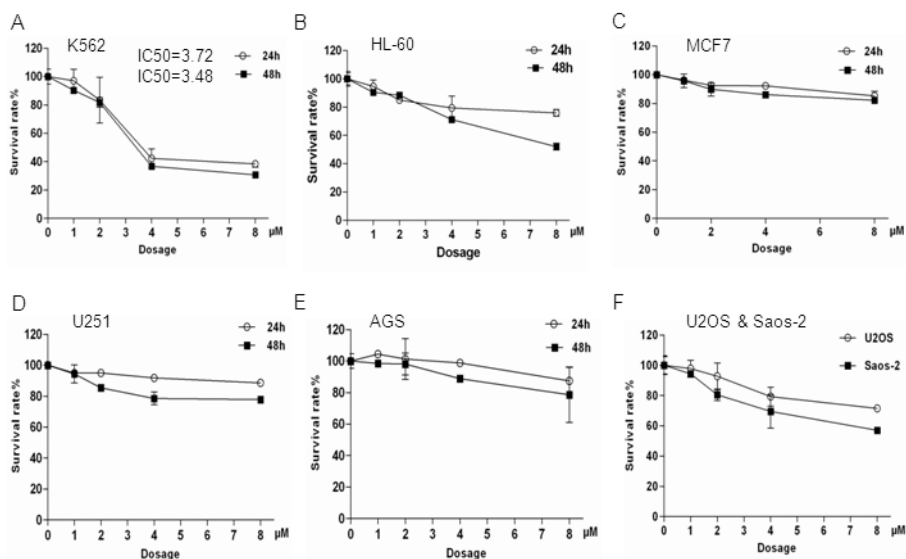 A
K562
IC50=3.72
IC50=3.48
24h
48h
120
100
80
60
40
20
0
Survival rate%
0 1 2 3 4 5 6 7 8 µM
Dosage
B
HL-60
24h
48h
120
100
80
60
40
20
0
Survival rate%
0 1 2 3 4 5 6 7 8 µM
Dosage
C
MCF7
24h
48h
120
100
80
60
40
20
0
Survival rate%
0 2 4 6 8 µM
Dosage
D
U251
24h
48h
120
100
80
60
40
20
0
Survival rate%
0 1 2 3 4 5 6 7 8 µM
Dosage
E
AGS
24h
48h
120
100
80
60
40
20
0
Survival rate%
0 1 2 3 4 5 6 7 8 µM
Dosage
F
U2OS & Saos-2
U2OS
Saos-2
120
100
80
60
40
20
0
Survival rate%
0 1 2 3 4 5 6 7 8 µM
Dosage